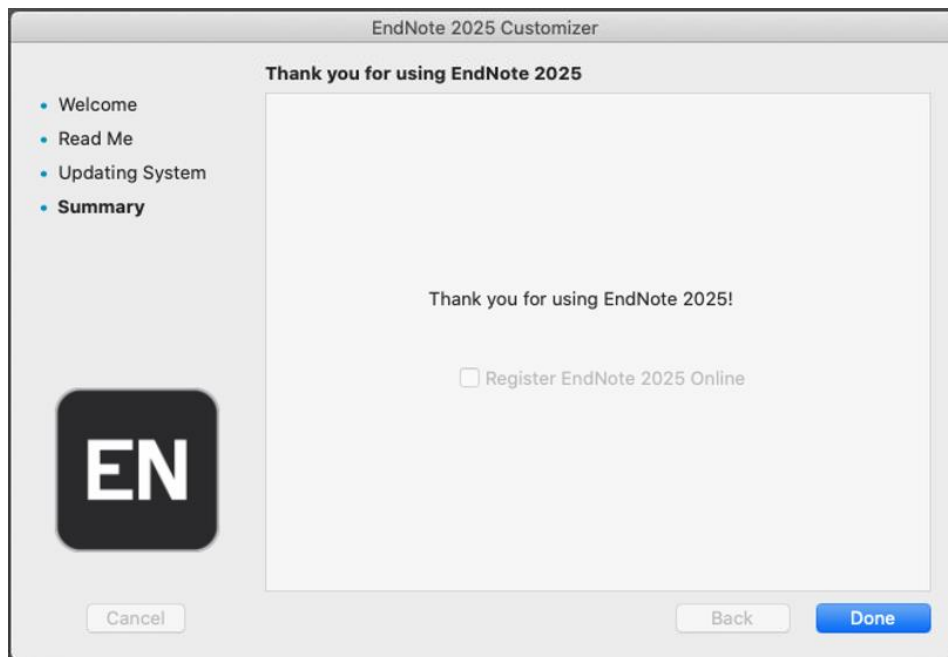 EndNote 2025 Customizer
Thank you for using EndNote 2025
Welcome
Read Me
Updating System
Summary
Thank you for using EndNote 2025!
Register EndNote 2025 Online
EN
Cancel
Back
Done